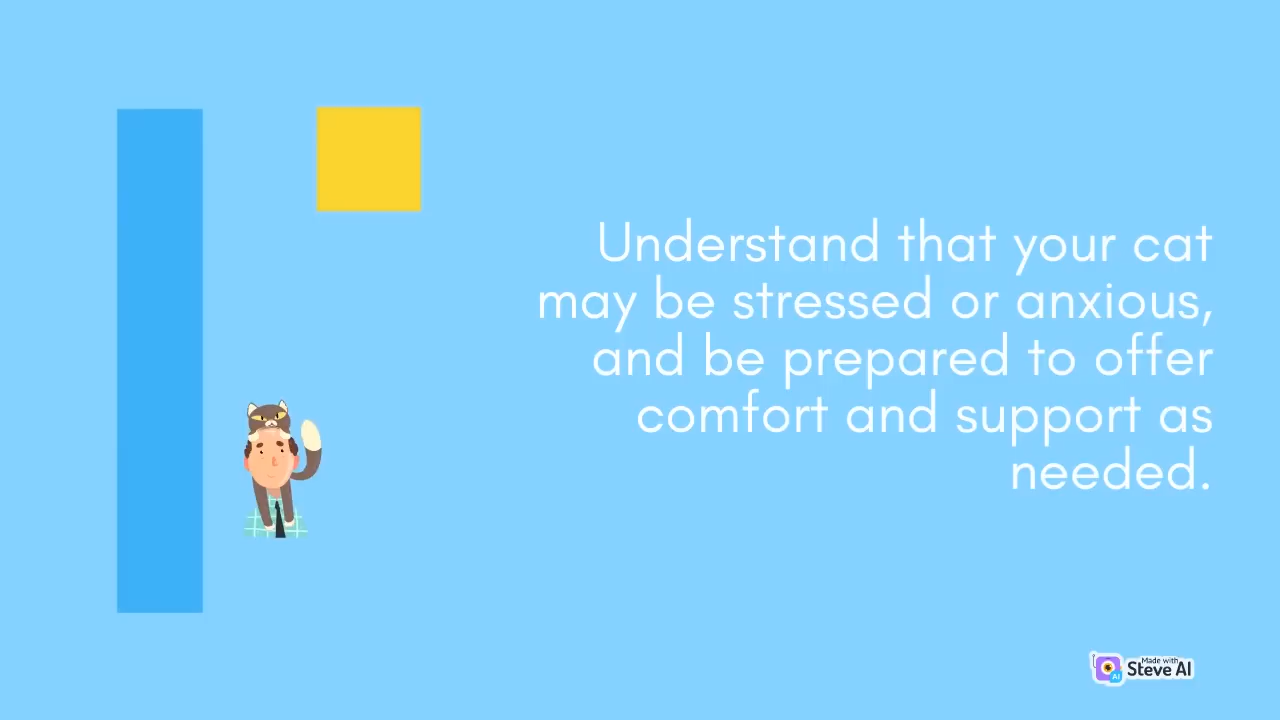 Understand that your cat
may be stressed or anxious,
and be prepared to offer
comfort and support as
needed.
Made with
Steve AI
AI